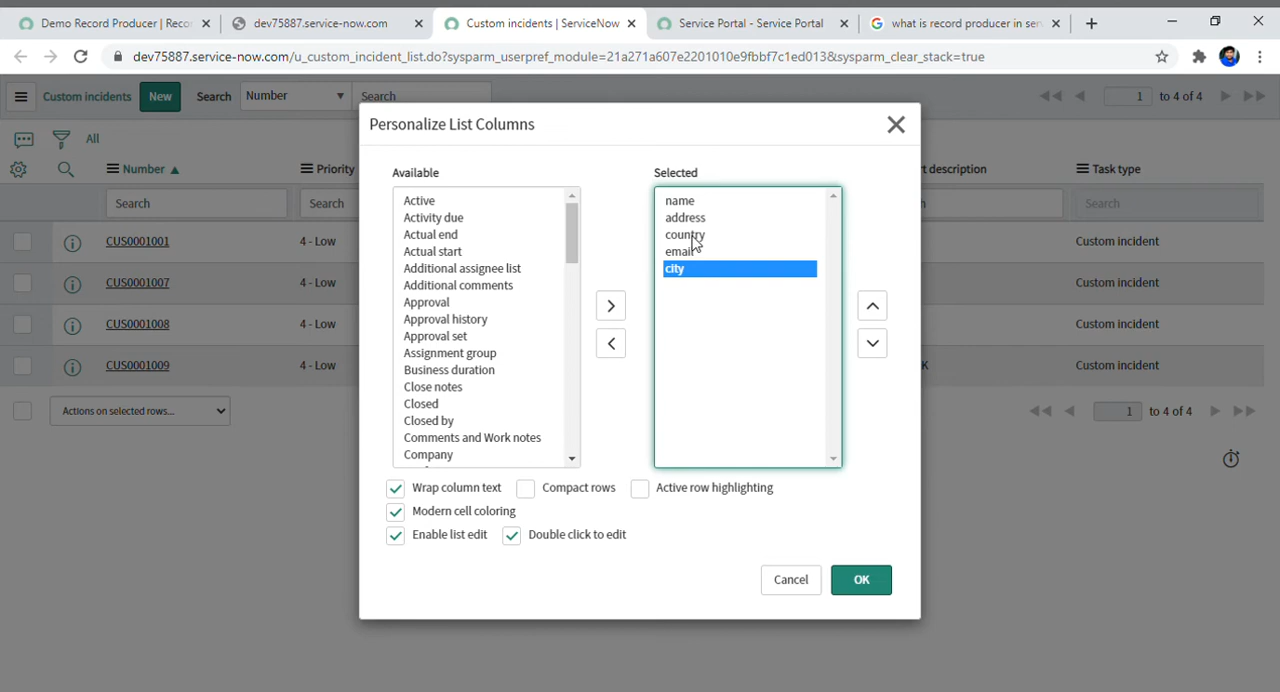 Demo Record Producer | Reco
dev75887.service-now.com
Custom incidents | ServiceNow
Service Portal - Service Portal
what is record producer in ser
dev75887.service-now.com/u_custom_incident_list.do?sysparm_userpref_module=21a271a607e2201010e9fbbf7c1ed013&sysparm_clear_stack=true
Custom incidents New Search Number Search 1 to 4 of 4
All
Number Priority t description Task type
Search Search Search
CUS0001001 4 - Low Custom incident
CUS0001007 4 - Low Custom incident
CUS0001008 4 - Low Custom incident
CUS0001009 4 - Low K Custom incident
Actions on selected rows... 1 to 4 of 4
Personalize List Columns
Available
Active
Activity due
Actual end
Actual start
Additional assignee list
Additional comments
Approval
Approval history
Approval set
Assignment group
Business duration
Close notes
Closed
Closed by
Comments and Work notes
Company
Selected
name
address
country
email
city
Wrap column text Compact rows Active row highlighting
Modern cell coloring
Enable list edit Double click to edit
Cancel OK